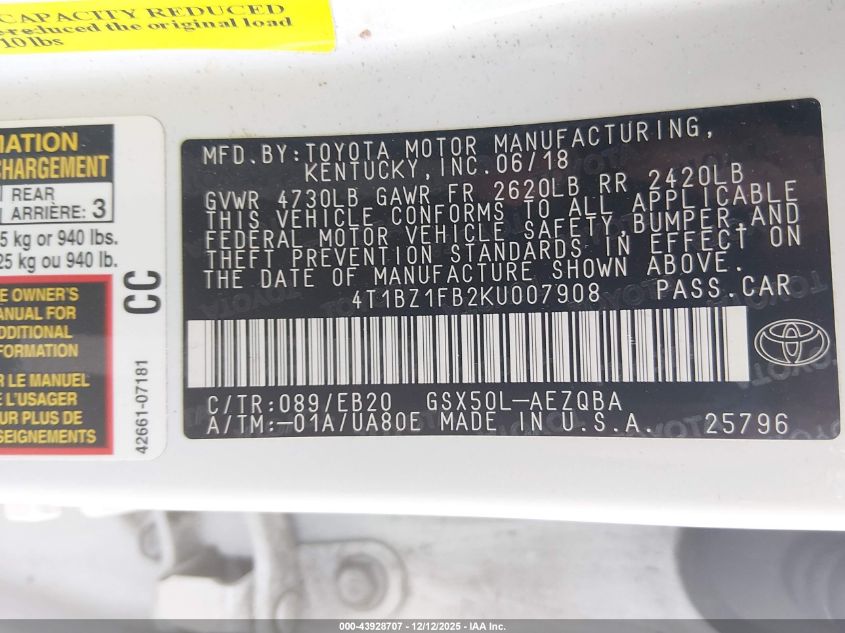 CAPACITY REDUCED
reduced the original load
10 lbs
MATION
CHARGEMENT
REAR
ARRIÈRE: 3
5 kg or 940 lbs.
25 kg ou 940 lb.
E OWNER'S
MANUAL FOR
ADDITIONAL
FORMATION
R LE MANUEL
L'USAGER
UR PLUS DE
SEIGNEMENTS
CC
42661-07181
MFD.BY:TOYOTA MOTOR MANUFACTURING,
KENTUCKY,INC.06/18
GVWR 4730LB GAWR FR 2620LB RR 2420LB
THIS VEHICLE CONFORMS TO ALL APPLICABLE
FEDERAL MOTOR VEHICLE SAFETY,BUMPER,AND
THEFT PREVENTION STANDARDS IN EFFECT ON
THE DATE OF MANUFACTURE SHOWN ABOVE.
4T1BZ1FB2KU007908 PASS.CAR
C/TR:089/EB20 GSX50L-AEZQBA
A/TM:-01A/UA80E MADE IN U.S.A. 25796
000-43928707 - 12/12/2025 - IAA Inc.